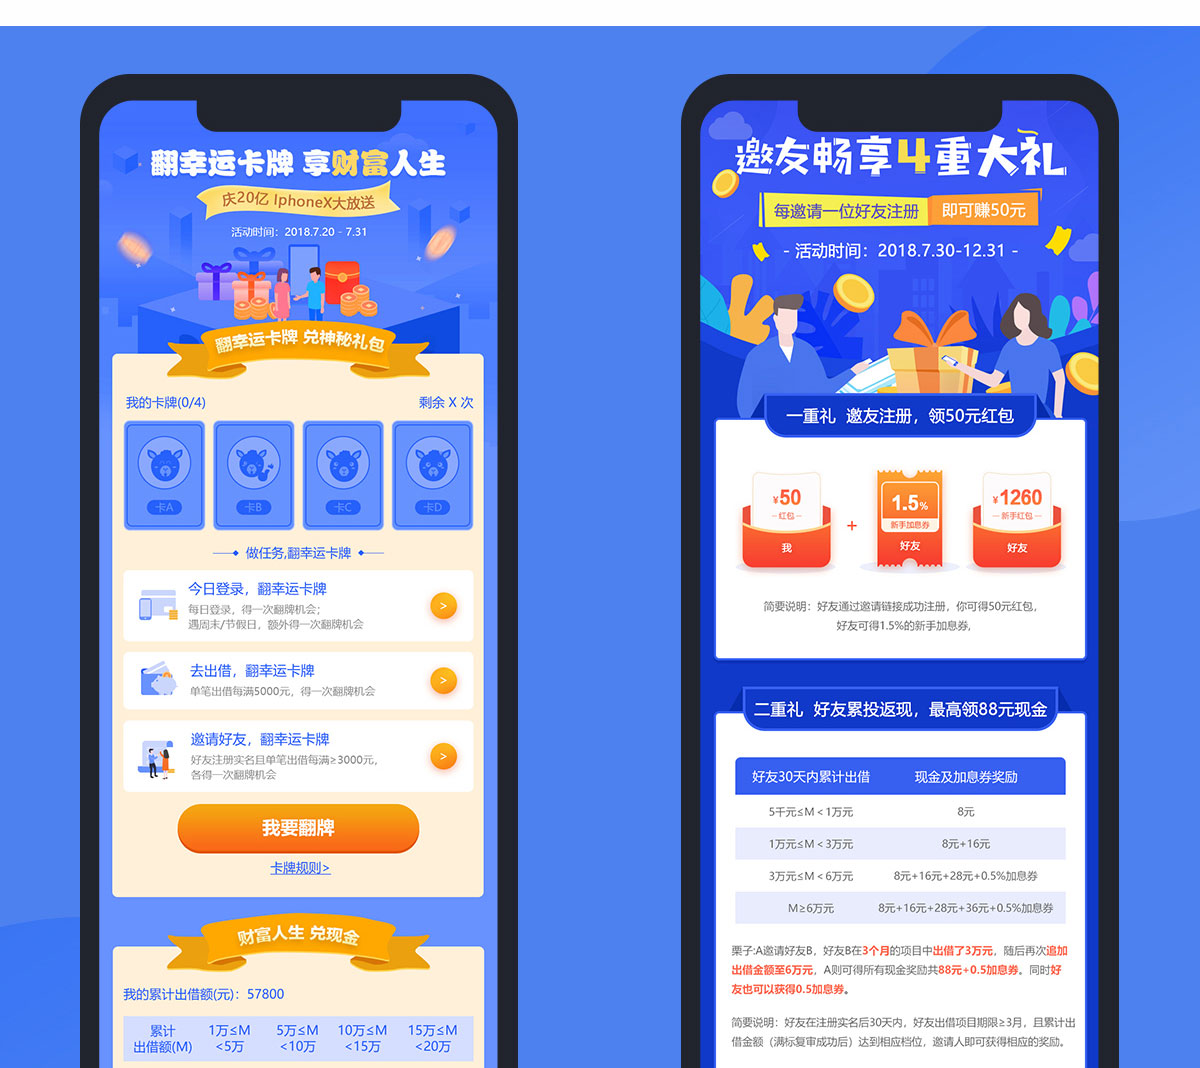 翻幸运卡牌 享财富人生
庆20亿 IphoneX大放送
活动时间：2018.7.20 - 7.31
翻幸运卡牌 兑神秘礼包
我的卡牌(0/4)
剩余 X 次
卡A
卡B
卡C
卡D
做任务,翻幸运卡牌
今日登录，翻幸运卡牌
每日登录，得一次翻牌机会；
遇周末/节假日，额外得一次翻牌机会
>
去出借，翻幸运卡牌
单笔出借每满5000元，得一次翻牌机会
>
邀请好友，翻幸运卡牌
好友注册实名且单笔出借每满≥3000元，
各得一次翻牌机会
>
我要翻牌
卡牌规则>
财富人生 兑现金
我的累计出借额(元)：57800
累计 1万≤M 5万≤M 10万≤M 15万≤M
出借额(M) <5万 <10万 <15万 <20万
邀友畅享4重大礼
每邀请一位好友注册 即可赚50元
- 活动时间：2018.7.30-12.31 -
一重礼 邀友注册，领50元红包
¥50
红包
我
+
1.5%
新手加息券
好友
¥1260
新手红包
好友
简要说明：好友通过邀请链接成功注册，你可得50元红包，
好友可得1.5%的新手加息券,
二重礼 好友累投返现，最高领88元现金
好友30天内累计出借 现金及加息券奖励
5千元≤M < 1万元 8元
1万元≤M < 3万元 8元+16元
3万元≤M < 6万元 8元+16元+28元+0.5%加息券
M≥6万元 8元+16元+28元+36元+0.5%加息券
栗子:A邀请好友B，好友B在3个月的项目中出借了3万元，随后再次追加
出借金额至6万元，A则可得所有现金奖励共88元+0.5加息券。同时好
友也可以获得0.5加息券。
简要说明：好友在注册实名后30天内，好友出借项目期限≥3月，且累计出
借金额（满标复审成功后）达到相应档位，邀请人即可获得相应的奖励。